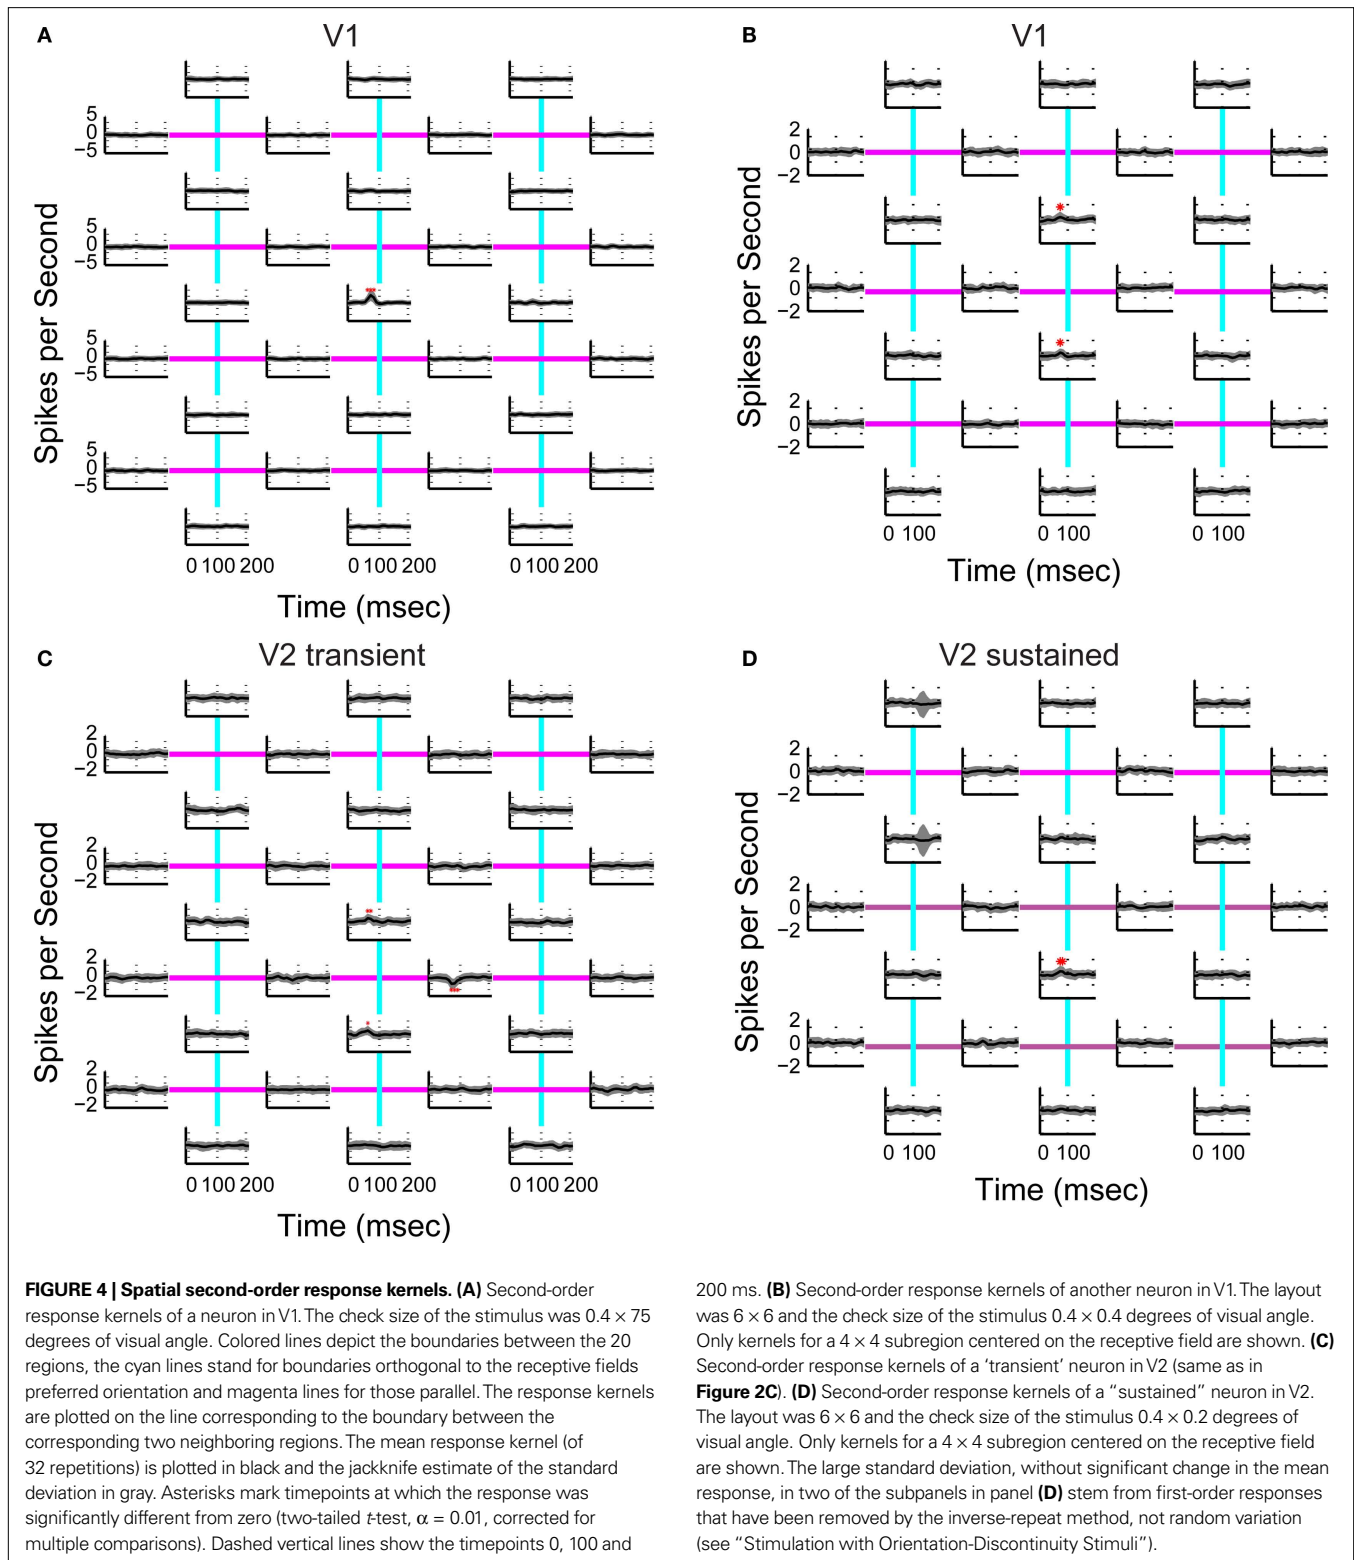 A
V1
5
0
−5
5
0
−5
5
0
−5
5
0
−5
Spikes per Second
0 100 200
0 100 200
0 100 200
Time (msec)
B
V1
2
0
−2
2
0
−2
2
0
−2
Spikes per Second
0 100
0 100
0 100
Time (msec)
C
V2 transient
2
0
−2
2
0
−2
2
0
−2
2
0
−2
Spikes per Second
0 100 200
0 100 200
0 100 200
Time (msec)
D
V2 sustained
2
0
−2
2
0
−2
2
0
−2
Spikes per Second
0 100
0 100
0 100
Time (msec)
FIGURE 4 | Spatial second-order response kernels. (A) Second-order
response kernels of a neuron in V1. The check size of the stimulus was 0.4 × 75
degrees of visual angle. Colored lines depict the boundaries between the 20
regions, the cyan lines stand for boundaries orthogonal to the receptive fields
preferred orientation and magenta lines for those parallel. The response kernels
are plotted on the line corresponding to the boundary between the
corresponding two neighboring regions. The mean response kernel (of
32 repetitions) is plotted in black and the jackknife estimate of the standard
deviation in gray. Asterisks mark timepoints at which the response was
significantly different from zero (two-tailed t-test, α = 0.01, corrected for
multiple comparisons). Dashed vertical lines show the timepoints 0, 100 and
200 ms. (B) Second-order response kernels of another neuron in V1. The layout
was 6 × 6 and the check size of the stimulus 0.4 × 0.4 degrees of visual angle.
Only kernels for a 4 × 4 subregion centered on the receptive field are shown. (C)
Second-order response kernels of a ‘transient’ neuron in V2 (same as in
Figure 2C). (D) Second-order response kernels of a “sustained” neuron in V2.
The layout was 6 × 6 and the check size of the stimulus 0.4 × 0.2 degrees of
visual angle. Only kernels for a 4 × 4 subregion centered on the receptive field
are shown. The large standard deviation, without significant change in the mean
response, in two of the subpanels in panel (D) stem from first-order responses
that have been removed by the inverse-repeat method, not random variation
(see “Stimulation with Orientation-Discontinuity Stimuli”).